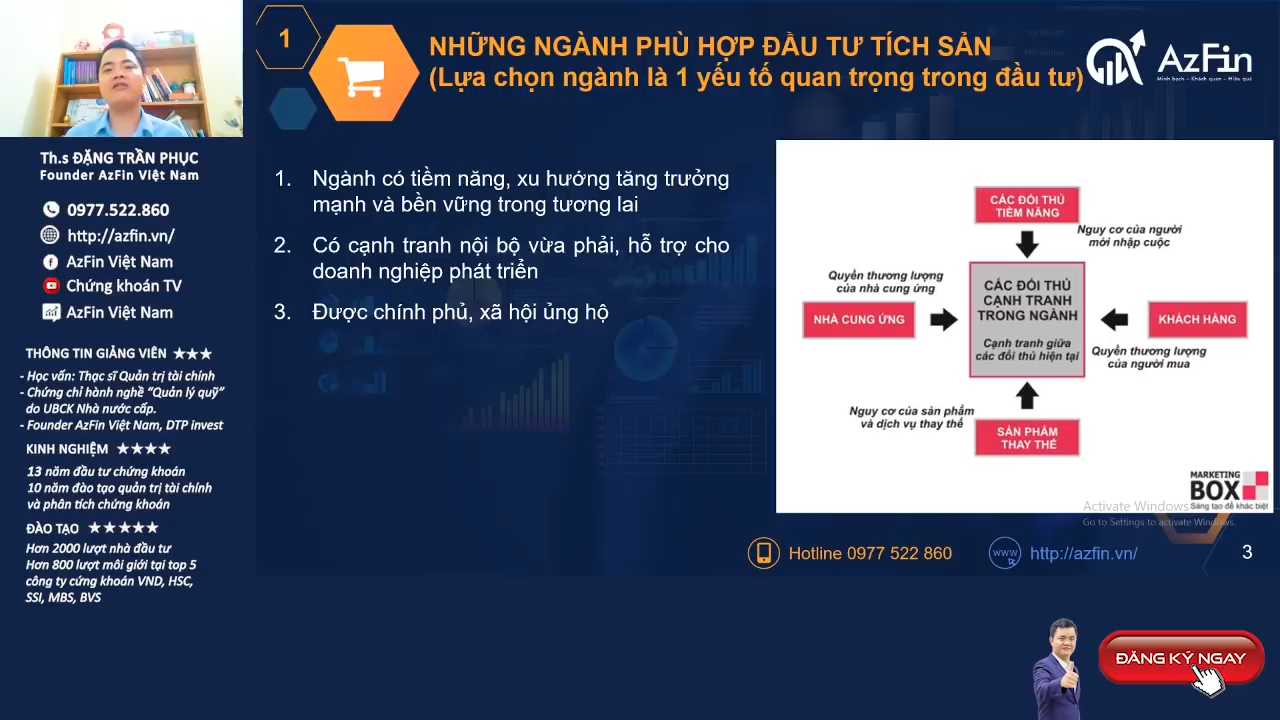 1
NHỮNG NGÀNH PHÙ HỢP ĐẦU TƯ TÍCH SẢN
(Lựa chọn ngành là 1 yếu tố quan trọng trong đầu tư)
AzFin
Minh bạch - Khách quan - Hiệu quả
Th.s ĐẶNG TRẦN PHỤC
Founder AzFin Việt Nam
0977.522.860
http://azfin.vn/
AzFin Việt Nam
Chứng khoán TV
AzFin Việt Nam
THÔNG TIN GIẢNG VIÊN
- Học vấn: Thạc sĩ Quản trị tài chính
- Chứng chỉ hành nghề “Quản lý quỹ”
do UBCK Nhà nước cấp.
- Founder AzFin Việt Nam, DTP invest
KINH NGHIỆM
13 năm đầu tư chứng khoán
10 năm đào tạo quản trị tài chính
và phân tích chứng khoán
ĐÀO TẠO
Hơn 2000 lượt nhà đầu tư
Hơn 800 lượt môi giới tại top 5
công ty cứng khoán VND, HSC,
SSI, MBS, BVS
1. Ngành có tiềm năng, xu hướng tăng trưởng
mạnh và bền vững trong tương lai
2. Có cạnh tranh nội bộ vừa phải, hỗ trợ cho
doanh nghiệp phát triển
3. Được chính phủ, xã hội ủng hộ
CÁC ĐỐI THỦ
TIỀM NĂNG
Nguy cơ của người
mới nhập cuộc
Quyền thương lượng
của nhà cung ứng
NHÀ CUNG ỨNG
CÁC ĐỐI THỦ
CẠNH TRANH
TRONG NGÀNH
Cạnh tranh giữa
các đối thủ hiện tại
KHÁCH HÀNG
Quyền thương lượng
của người mua
Nguy cơ của sản phẩm
và dịch vụ thay thế
SẢN PHẨM
THAY THẾ
MARKETING
BOX
Sáng tạo để khác biệt
Activate Windows
Go to Settings to activate Windows.
Hotline 0977 522 860
www
http://azfin.vn/
3
ĐĂNG KÝ NGAY